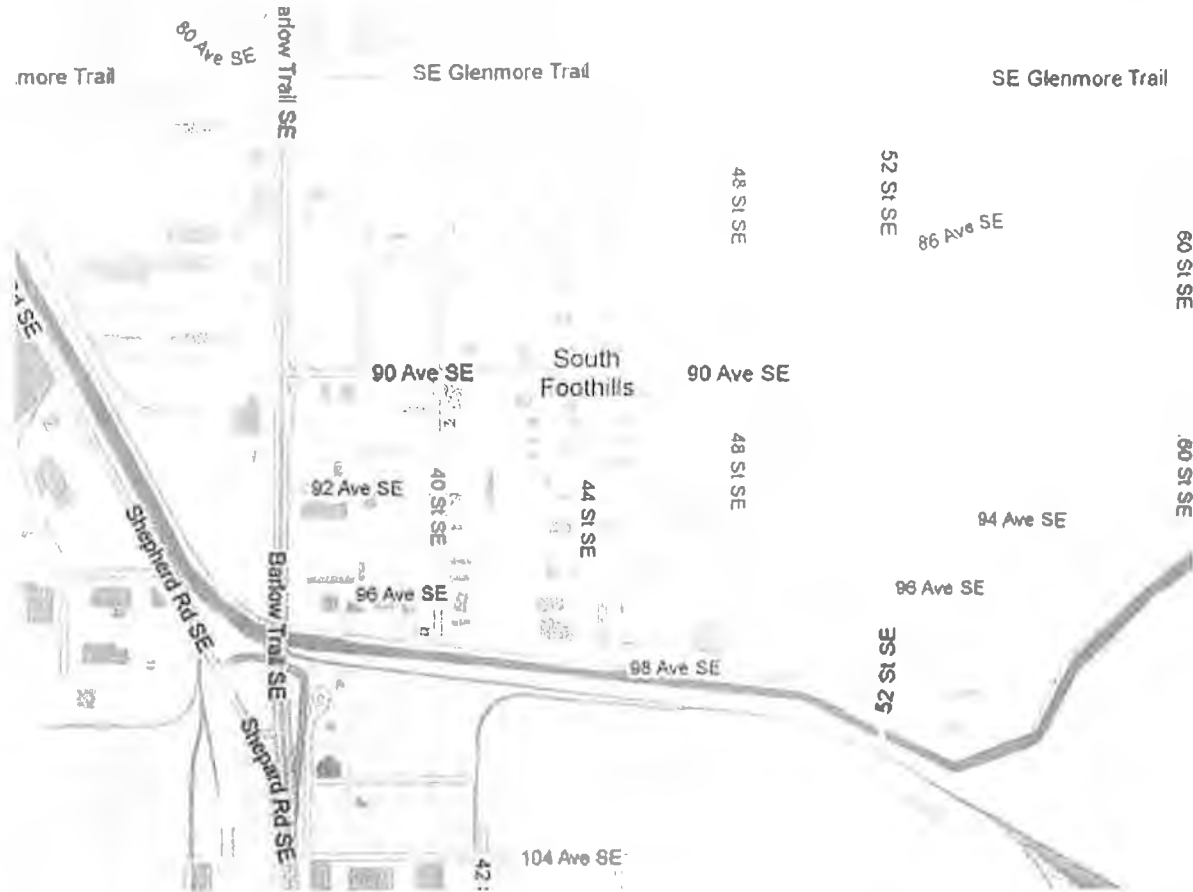 80 Ave SE
arlow Trail SE
.more Trail
SE Glenmore Trail
SE Glenmore Trail
48 St SE
52 St SE
86 Ave SE
60 St SE
SE
90 Ave SE
South
Foothills
90 Ave SE
48 St SE
60 St SE
92 Ave SE
40 St SE
44 St SE
94 Ave SE
Shepherd Rd SE
Barlow Trail SE
96 Ave SE
96 Ave SE
98 Ave SE
52 St SE
Shepard Rd SE
104 Ave SE
42